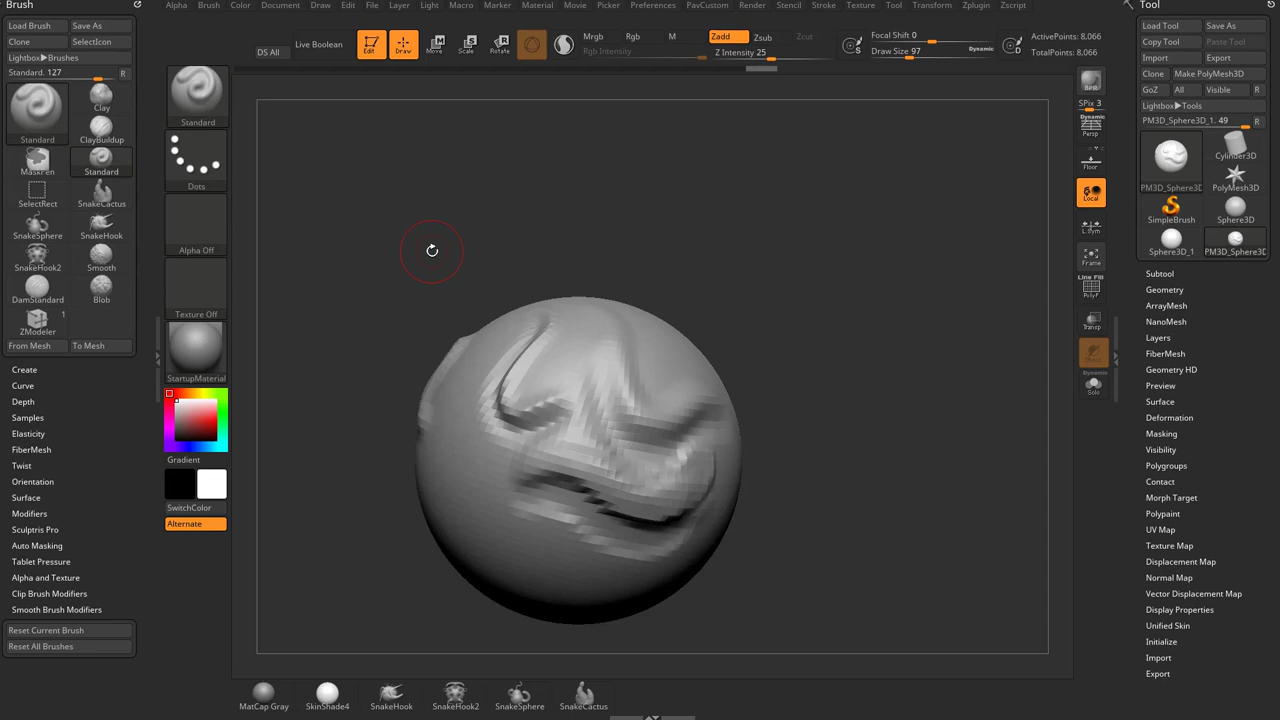 Brush
Alpha Brush Color Document Draw Edit File Layer Light Macro Marker Material Movie Picker Preferences PavCustom Render Stencil Stroke Texture Tool Transform Zplugin Zscript
Tool
Load Brush Save As
Clone SelectIcon
Lightbox▶Brushes
Standard. 127 R
Standard
Clay
ClayBuildup
MaskPen
Standard
SelectRect
SnakeCactus
SnakeSphere
SnakeHook
SnakeHook2
Smooth
DamStandard
Blob
ZModeler
1
From Mesh To Mesh
Create
Curve
Depth
Samples
Elasticity
FiberMesh
Twist
Orientation
Surface
Modifiers
Sculptris Pro
Auto Masking
Tablet Pressure
Alpha and Texture
Clip Brush Modifiers
Smooth Brush Modifiers
Reset Current Brush
Reset All Brushes
DS All
Live Boolean
Edit
Draw
Move
Scale
Rotate
Mrgb Rgb M
Rgb Intensity
Zadd Zsub Zcut
Z Intensity 25
S
Focal Shift 0
Draw Size 97
Dynamic
D
ActivePoints: 8,066
TotalPoints: 8,066
Standard
Dots
Alpha Off
Texture Off
StartupMaterial
Gradient
SwitchColor
Alternate
MatCap Gray
SkinShade4
SnakeHook
SnakeHook2
SnakeSphere
SnakeCactus
BPR
SPix 3
Dynamic
Persp
Floor
Local
L.Sym
Frame
Line Fill
PolyF
Transp
Dynamic
Solo
Load Tool Save As
Copy Tool Paste Tool
Import Export
Clone Make PolyMesh3D
GoZ All Visible R
Lightbox▶Tools
PM3D_Sphere3D_1. 49 R
PM3D_Sphere3D
Cylinder3D
PolyMesh3D
SimpleBrush
Sphere3D
Sphere3D_1
PM3D_Sphere3D
Subtool
Geometry
ArrayMesh
NanoMesh
Layers
FiberMesh
Geometry HD
Preview
Surface
Deformation
Masking
Visibility
Polygroups
Contact
Morph Target
Polypaint
UV Map
Texture Map
Displacement Map
Normal Map
Vector Displacement Map
Display Properties
Unified Skin
Initialize
Import
Export